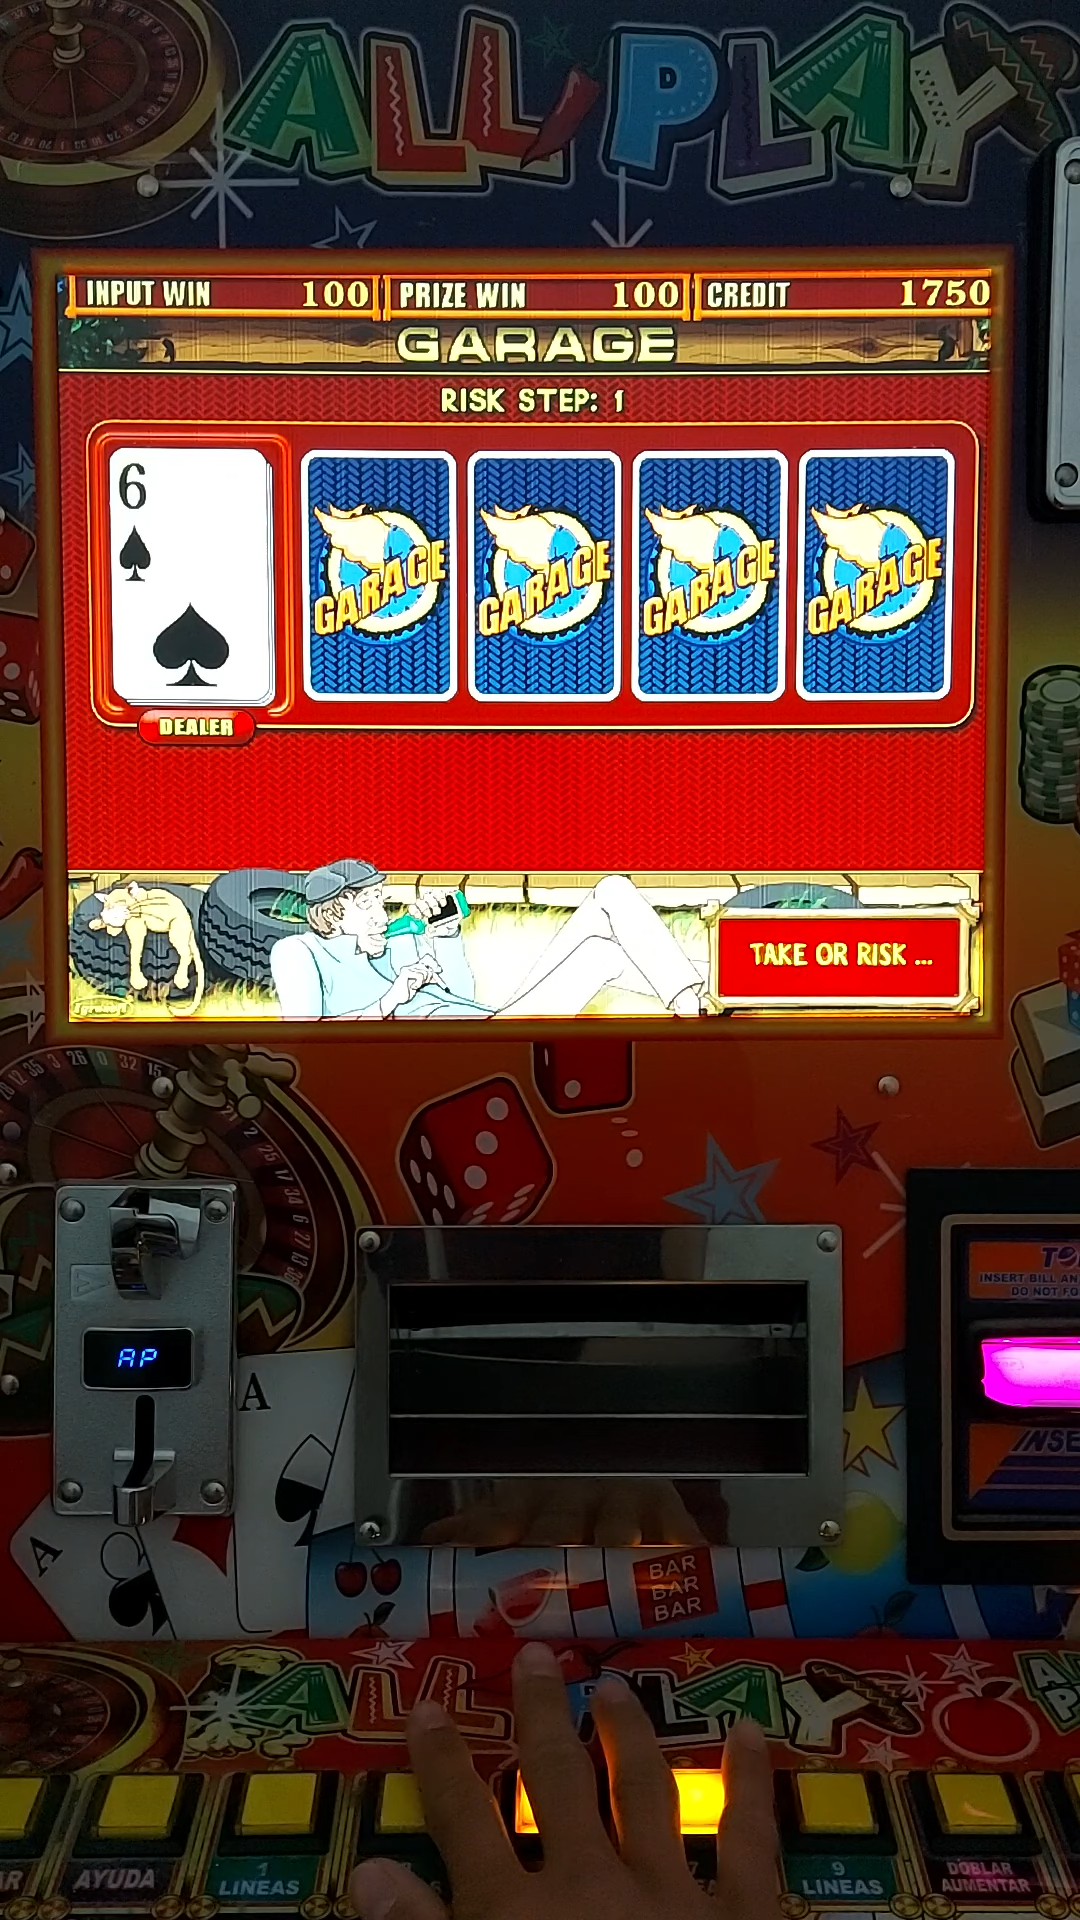 ALL PLAY
INPUT WIN 100 PRIZE WIN 100 CREDIT 1750
GARAGE
RISK STEP: 1
6
GARAGE GARAGE GARAGE GARAGE
DEALER
TAKE OR RISK ...
INSERT BILL
DO NOT
AP
A
A
BAR
BAR
BAR
ALL PLAY
AYUDA
1
LINEAS
9
LINEAS
DOBLAR
AUMENTAR